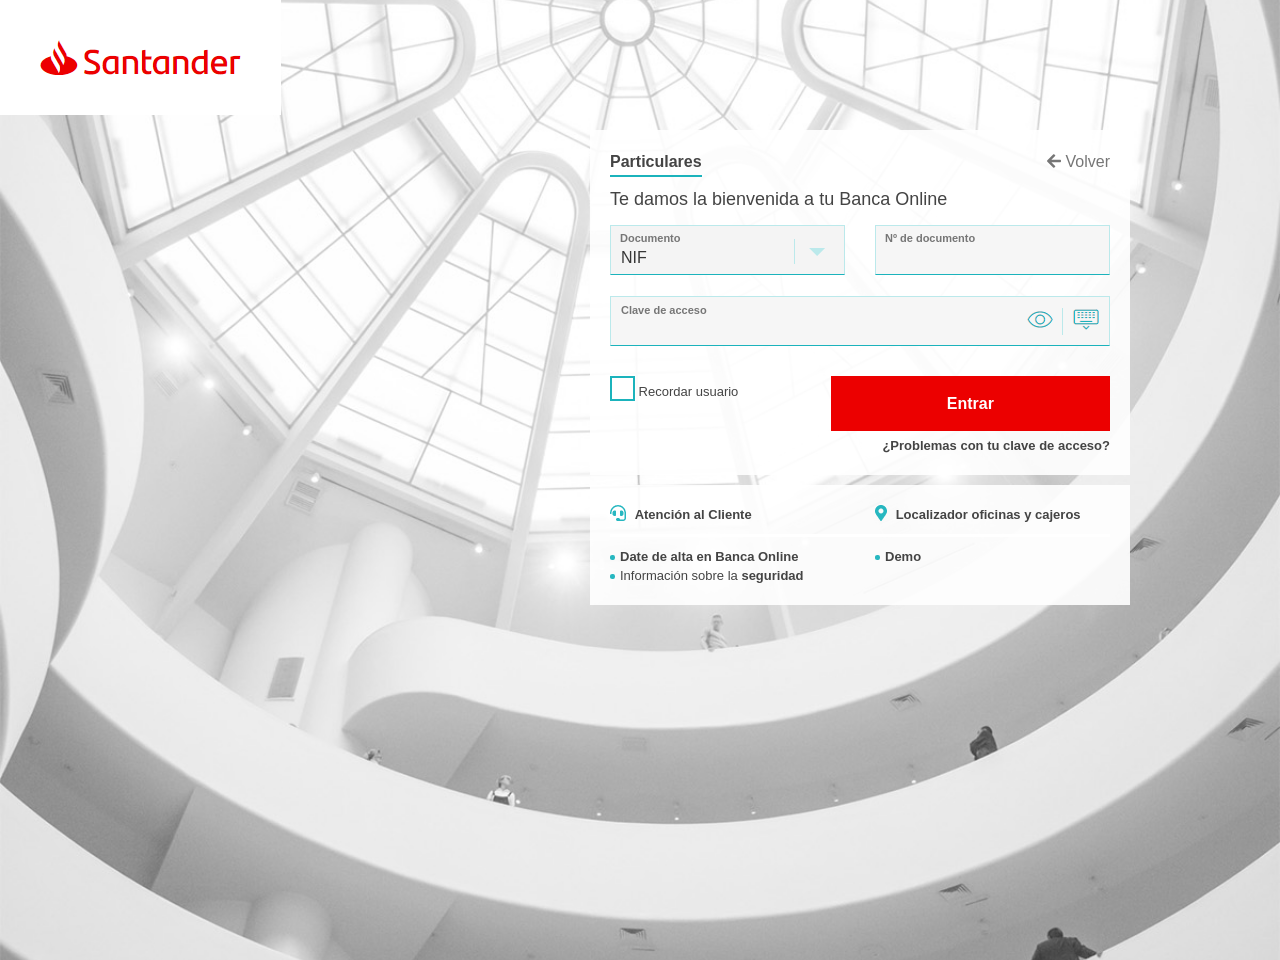 Santander
Particulares
Volver
Te damos la bienvenida a tu Banca Online
Documento
NIF
Nº de documento
Clave de acceso
Recordar usuario
Entrar
¿Problemas con tu clave de acceso?
Atención al Cliente
Localizador oficinas y cajeros
Date de alta en Banca Online
Demo
Información sobre la seguridad